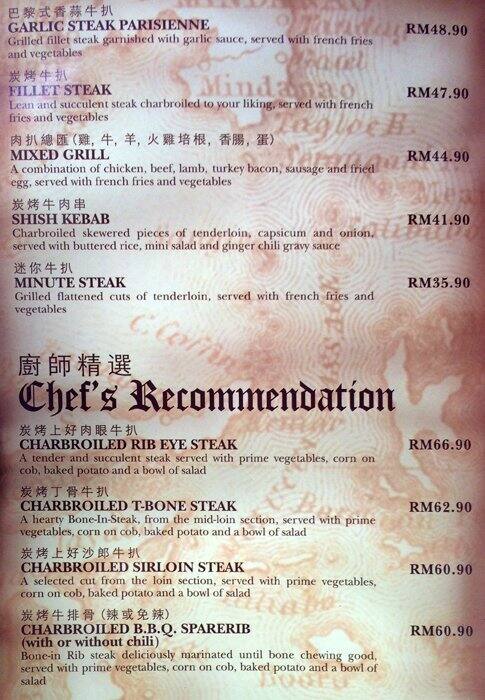 巴黎式香蒜牛扒
GARLIC STEAK PARISIENNE RM48.90
Grilled fillet steak garnished with garlic sauce, served with french fries
and vegetables
炭烤牛扒
FILLET STEAK RM47.90
Lean and succulent steak charbroiled to your liking, served with french
fries and vegetables
肉扒總匯(雞, 牛, 羊, 火雞培根, 香腸, 蛋)
MIXED GRILL RM44.90
A combination of chicken, beef, lamb, turkey bacon, sausage and fried
egg, served with french fries and vegetables
炭烤牛肉串
SHISH KEBAB RM41.90
Charbroiled skewered pieces of tenderloin, capsicum and onion,
served with buttered rice, mini salad and ginger chili gravy sauce
迷你牛扒
MINUTE STEAK RM35.90
Grilled flattened cuts of tenderloin, served with french fries and
vegetables
廚師精選
Chef's Recommendation
炭烤上好肉眼牛扒
CHARBROILED RIB EYE STEAK RM66.90
A tender and succulent steak served with prime vegetables, corn on
cob, baked potato and a bowl of salad
炭烤丁骨牛扒
CHARBROILED T-BONE STEAK RM62.90
A hearty Bone-In-Steak, from the mid-loin section, served with prime
vegetables, corn on cob, baked potato and a bowl of salad
炭烤上好沙郎牛扒
CHARBROILED SIRLOIN STEAK RM60.90
A selected cut from the loin section, served with prime vegetables,
corn on cob, baked potato and a bowl of salad
炭烤牛排骨(辣或免辣)
CHARBROILED B.B.Q. SPARERIB RM60.90
(with or without chili)
Bone-in Rib steak deliciously marinated until bone chewing good,
served with prime vegetables, corn on cob, baked potato and a bowl of
salad